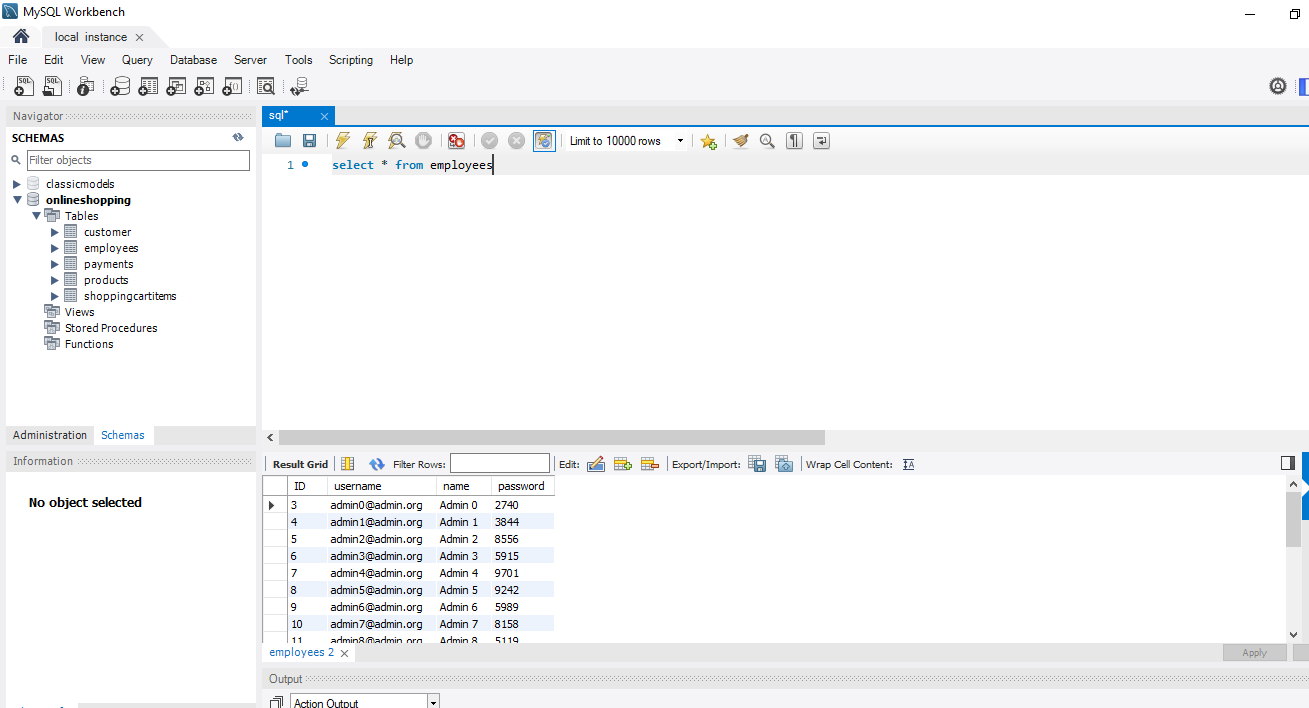 MySQL Workbench
local instance
File Edit View Query Database Server Tools Scripting Help
Navigator
SCHEMAS
Filter objects
classicmodels
onlineshopping
Tables
customer
employees
payments
products
shoppingcartitems
Views
Stored Procedures
Functions
Administration Schemas
Information
No object selected
sql*
Limit to 10000 rows
1 select * from employees
Result Grid Filter Rows: Edit: Export/Import: Wrap Cell Content:
ID username name password
3 admin0@admin.org Admin 0 2740
4 admin1@admin.org Admin 1 3844
5 admin2@admin.org Admin 2 8556
6 admin3@admin.org Admin 3 5915
7 admin4@admin.org Admin 4 9701
8 admin5@admin.org Admin 5 9242
9 admin6@admin.org Admin 6 5989
10 admin7@admin.org Admin 7 8158
11 admin8@admin.org Admin 8 5119
employees 2 Apply
Output
Action Output